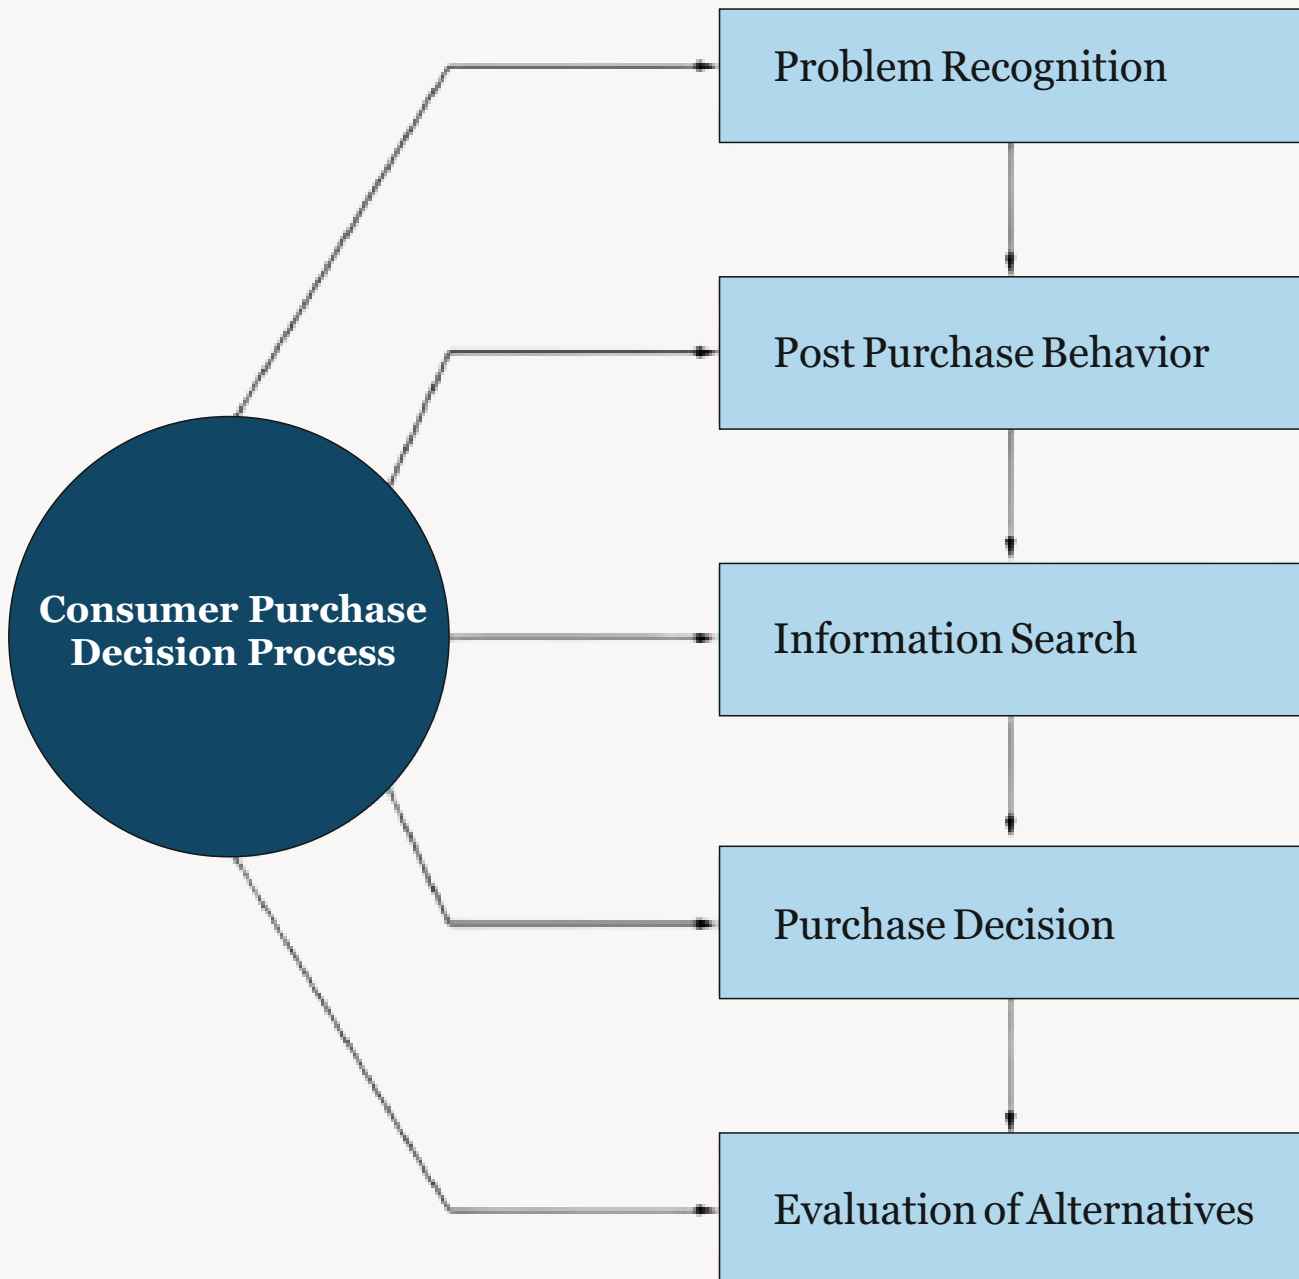 Problem Recognition
Post Purchase Behavior
Consumer Purchase
Decision Process
Information Search
Purchase Decision
Evaluation of Alternatives